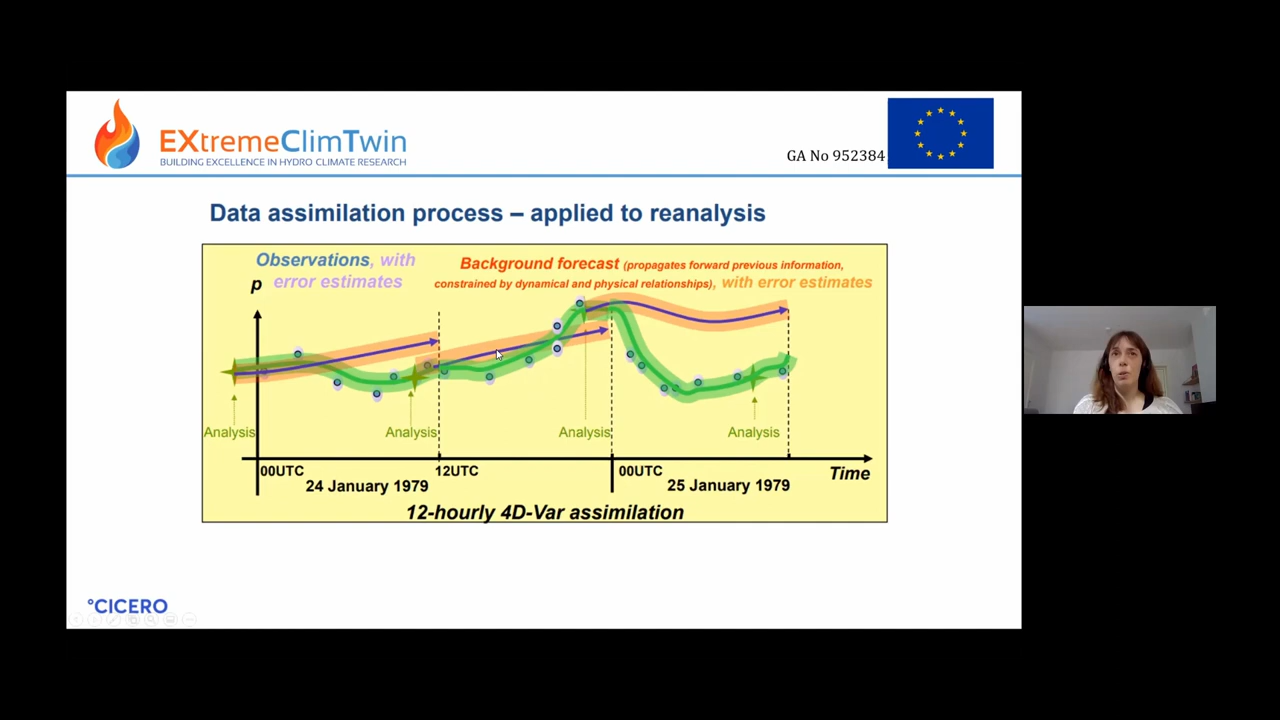 EXtremeClimTwin
BUILDING EXCELLENCE IN HYDRO CLIMATE RESEARCH
GA No 952384
Data assimilation process – applied to reanalysis
Observations, with
error estimates
Background forecast (propagates forward previous information,
constrained by dynamical and physical relationships), with error estimates
p
Analysis
Analysis
Analysis
Analysis
00UTC
12UTC
00UTC
Time
24 January 1979
25 January 1979
12-hourly 4D-Var assimilation
°CICERO